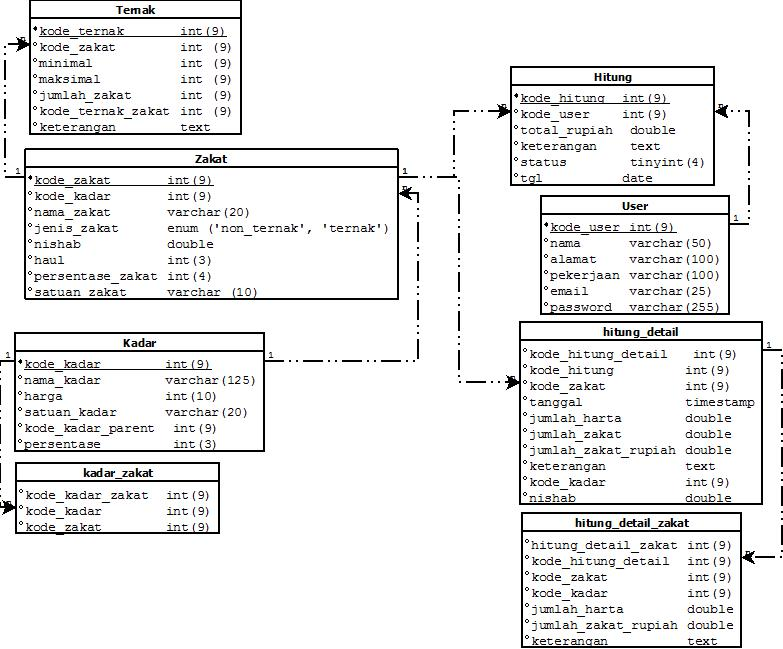 Ternak
kode_ternak int(9)
kode_zakat int (9)
minimal int (9)
maksimal int (9)
jumlah_zakat int (9)
kode_ternak_zakat int (9)
keterangan text
1
Zakat
kode_zakat int(9)
kode_kadar int(9)
nama_zakat varchar(20)
jenis_zakat enum ('non_ternak', 'ternak')
nishab double
haul int(3)
persentase_zakat int(4)
satuan_zakat varchar (10)
1
1
Kadar
kode_kadar int(9)
nama_kadar varchar(125)
harga int(10)
satuan_kadar varchar(20)
kode_kadar_parent int(9)
persentase int(3)
1
kadar_zakat
kode_kadar_zakat int(9)
kode_kadar int(9)
kode_zakat int(9)
Hitung
kode_hitung int(9)
kode_user int(9)
total_rupiah double
keterangan text
status tinyint(4)
tgl date
User
kode_user int(9)
nama varchar(50)
alamat varchar(100)
pekerjaan varchar(100)
email varchar(25)
password varchar(255)
1
hitung_detail
kode_hitung_detail int(9)
kode_hitung int(9)
kode_zakat int(9)
tanggal timestamp
jumlah_harta double
jumlah_zakat double
jumlah_zakat_rupiah double
keterangan text
kode_kadar int(9)
nishab double
1
hitung_detail_zakat
hitung_detail_zakat int(9)
kode_hitung_detail int(9)
kode_zakat int(9)
kode_kadar int(9)
jumlah_harta double
jumlah_zakat_rupiah double
keterangan text